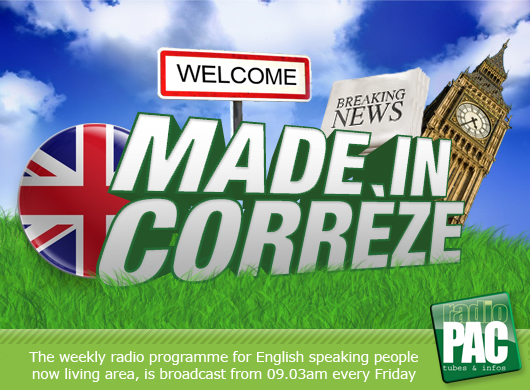 WELCOME
BREAKING
NEWS
MADE IN
CORRÈZE
radio
PAC
tubes & infos
The weekly radio programme for English speaking people
now living area, is broadcast from 09.03am every Friday